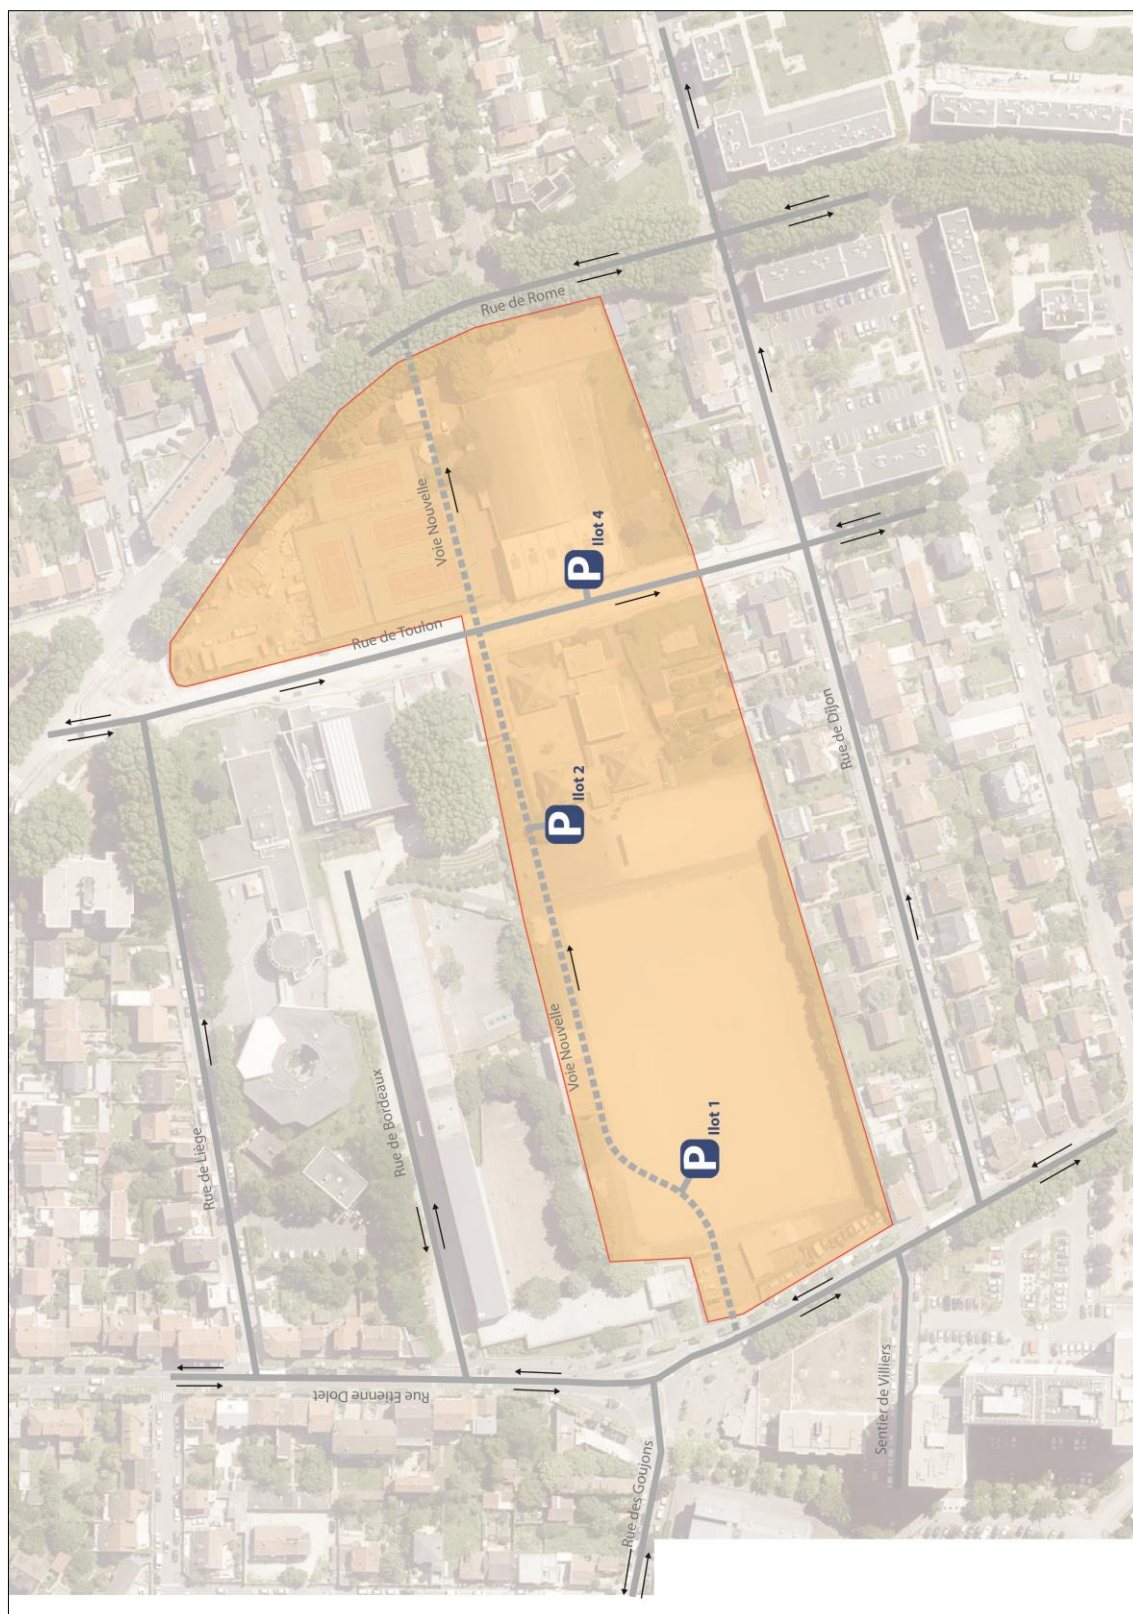 Rue de Rome
Voie Nouvelle
P
Ilot 4
Rue de Toulon
Rue de Dijon
P
Ilot 2
Voie Nouvelle
Rue de Bordeaux
Rue de Liège
P
Ilot 1
Rue Etienne Dolet
Sentier de Villiers
Rue des Goujons